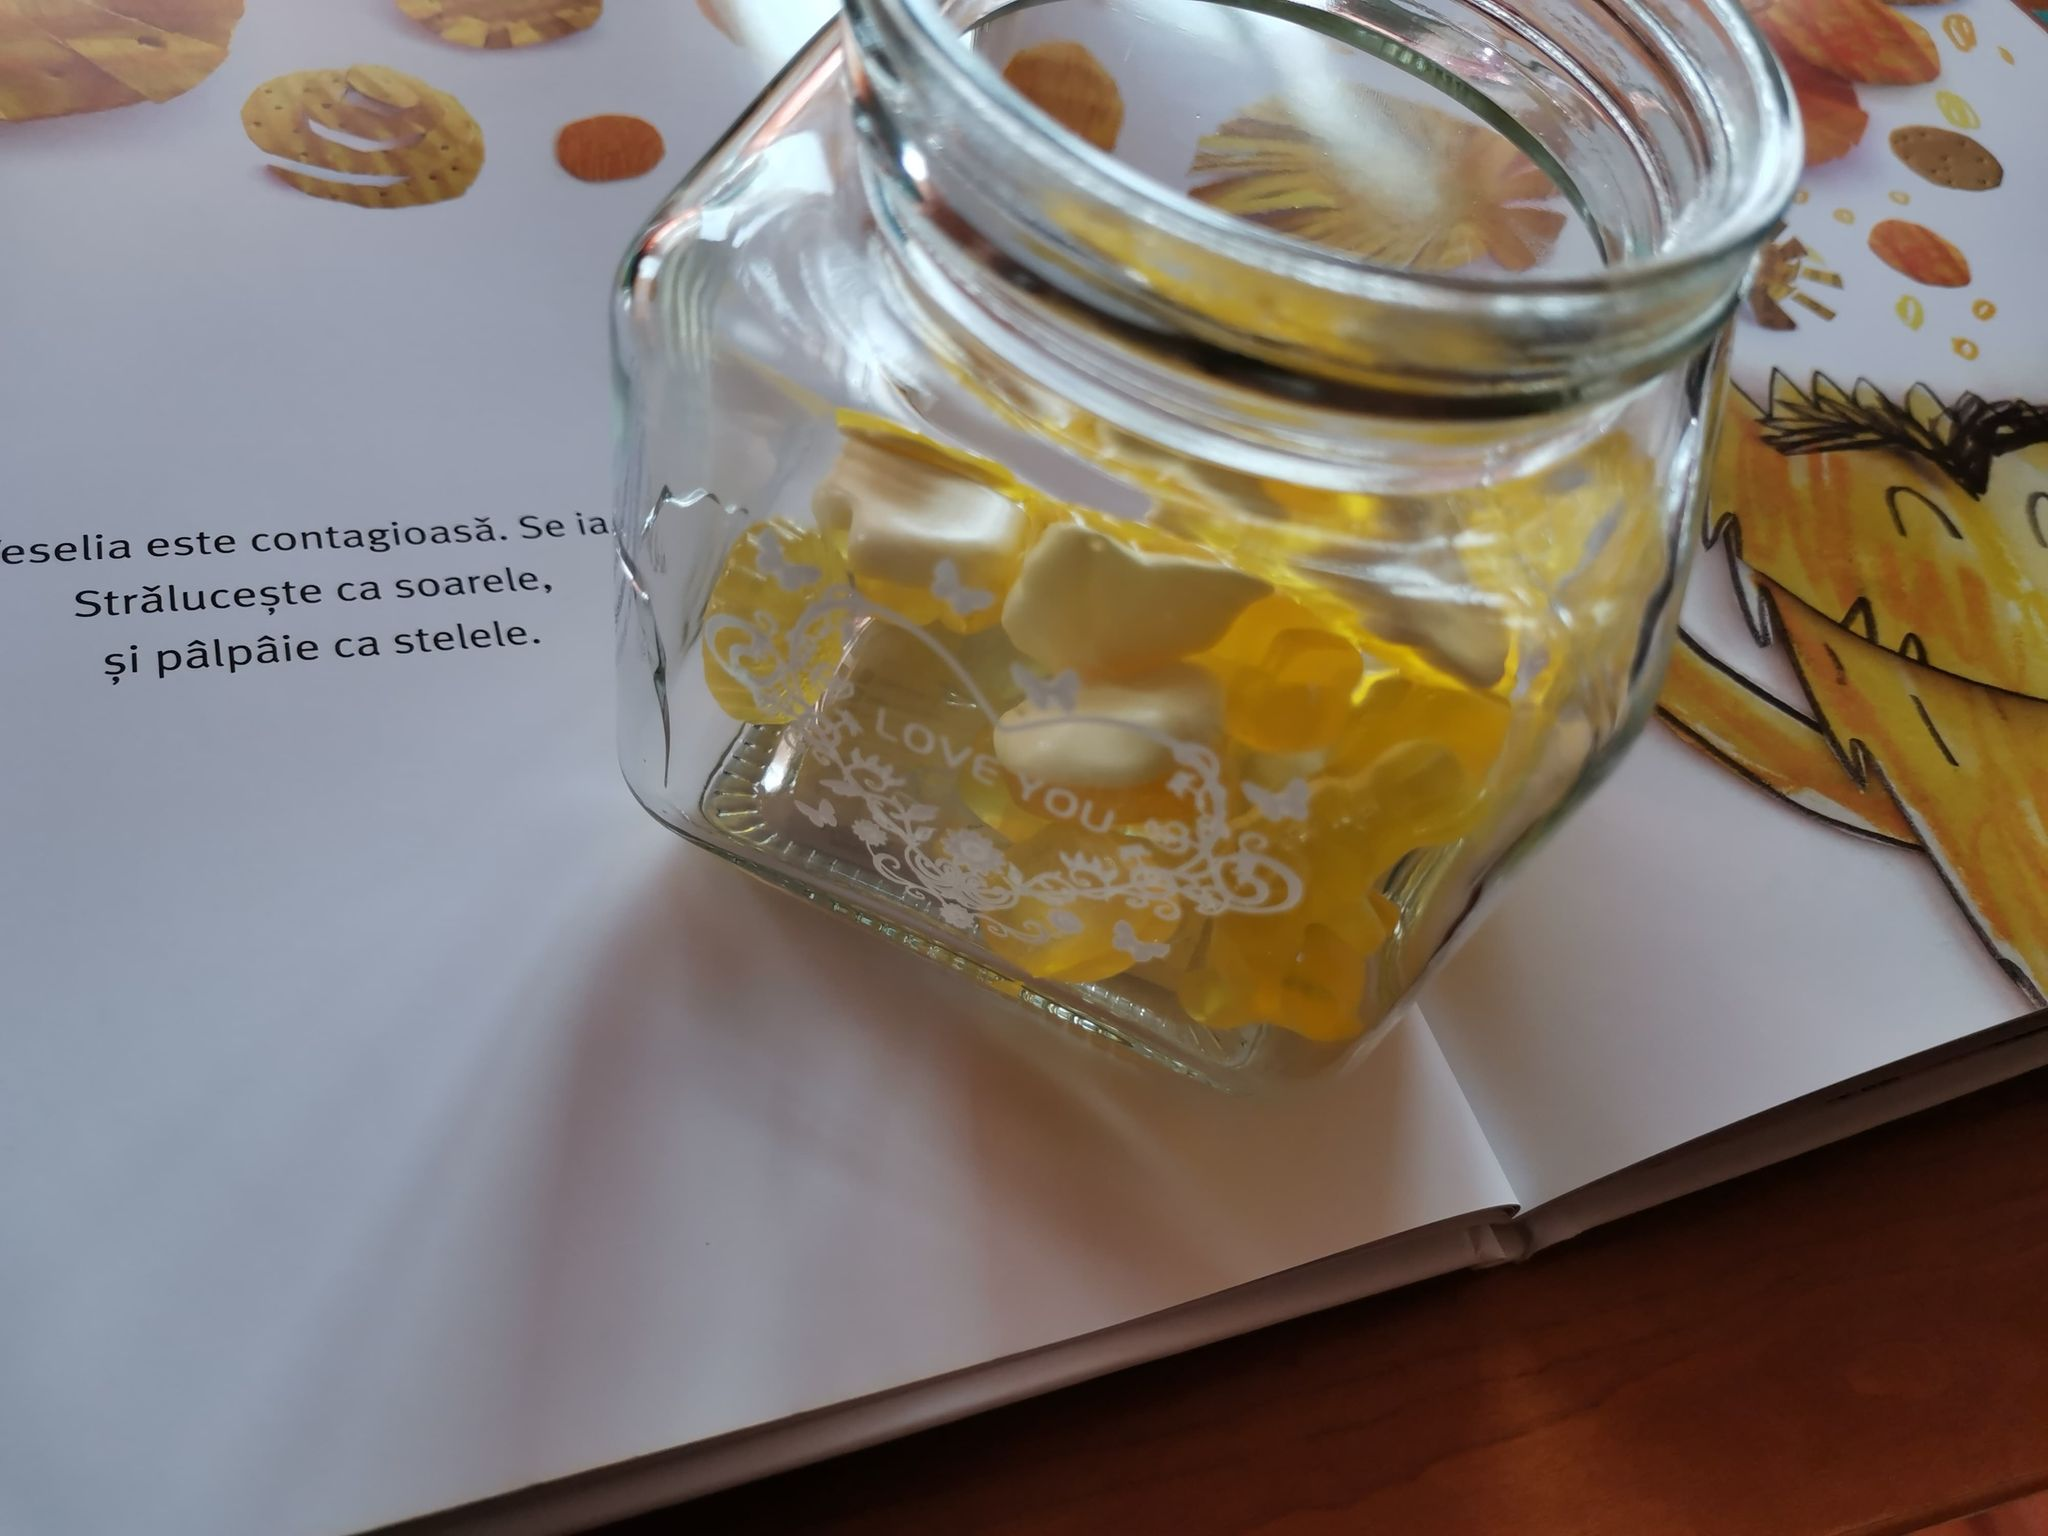 eselia este contagioasă. Se ia
Strălucește ca soarele,
și pâlpâie ca stelele.
I LOVE YOU